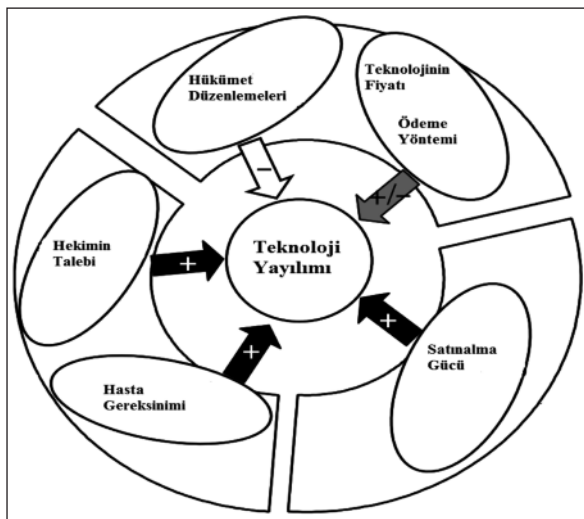 Hükümet
Düzenlemeleri
−
Teknolojinin
Fiyatı
Ödeme
Yöntemi
+/−
Hekimin
Talebi
+
Teknoloji
Yayılımı
Hasta
Gereksinimi
+
Satınalma
Gücü
+